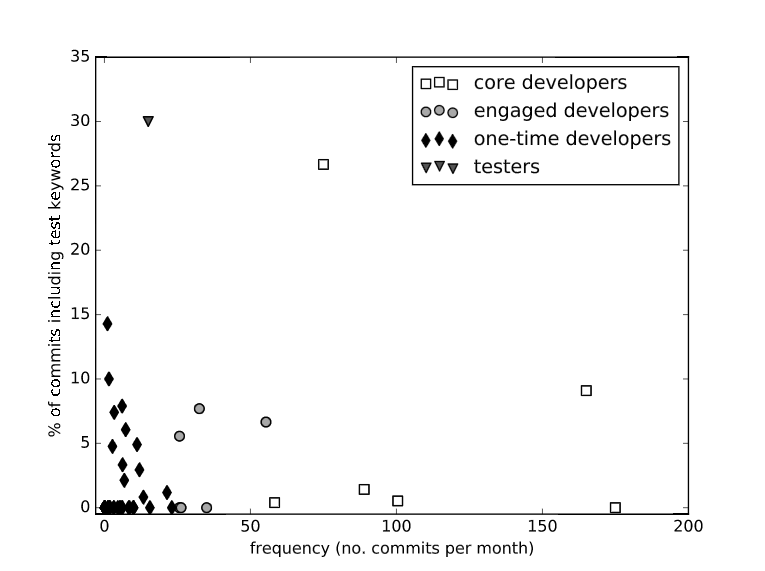 35
30
25
20
15
10
5
0
% of commits including test keywords
core developers
engaged developers
one-time developers
testers
0 50 100 150 200
frequency (no. commits per month)